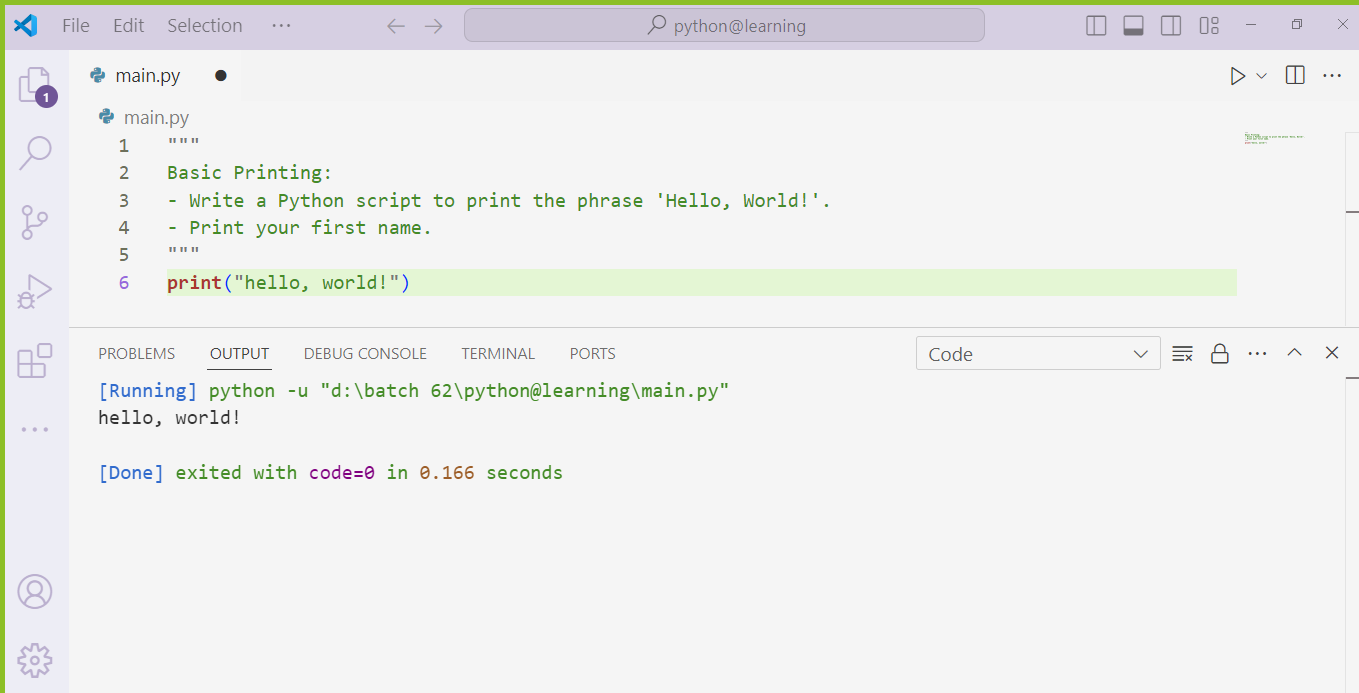 File Edit Selection ··· python@learning
main.py
1
main.py
1 """
2 Basic Printing:
3 - Write a Python script to print the phrase 'Hello, World!'.
4 - Print your first name.
5 """
6 print("hello, world!")
PROBLEMS OUTPUT DEBUG CONSOLE TERMINAL PORTS Code
[Running] python -u "d:\batch 62\python@learning\main.py"
hello, world!
[Done] exited with code=0 in 0.166 seconds